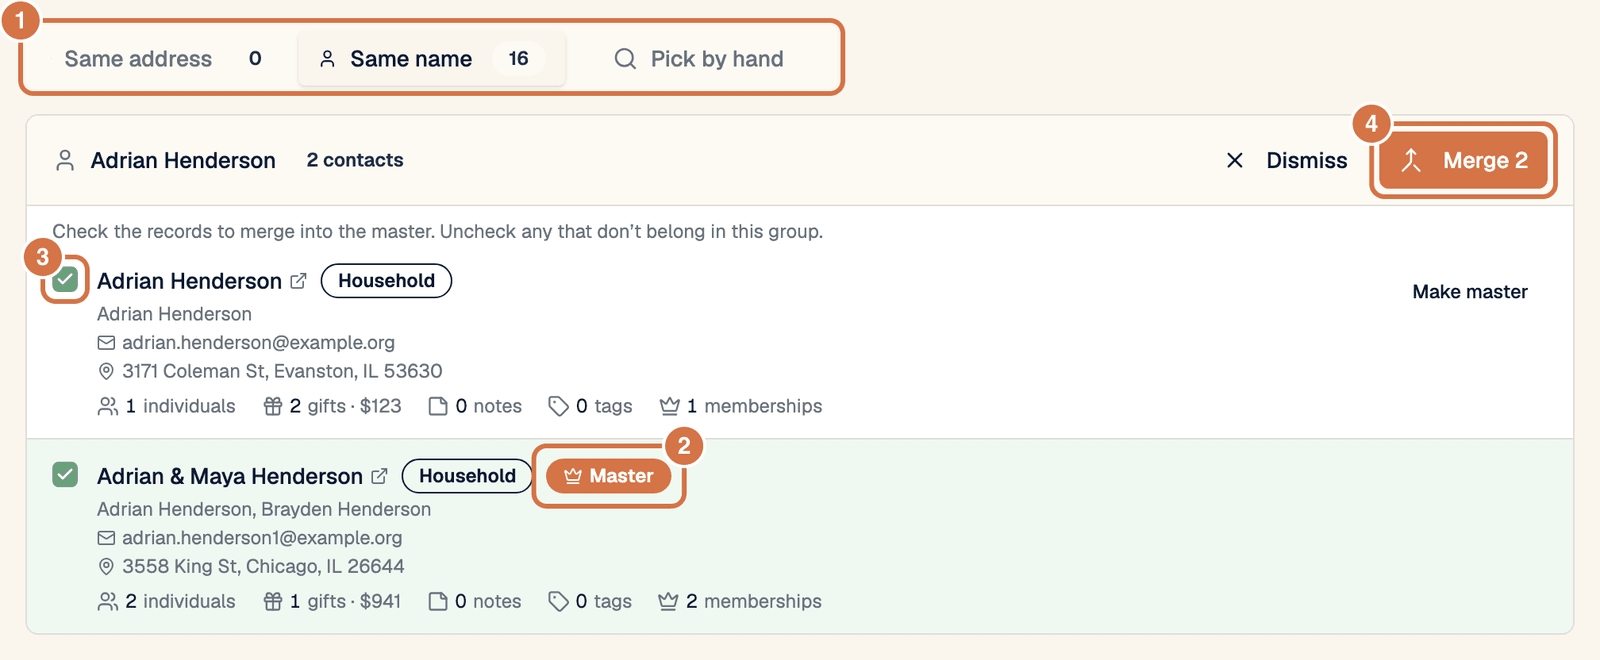 1
Same address 0 Same name 16 Pick by hand
4
Adrian Henderson 2 contacts Dismiss Merge 2
Check the records to merge into the master. Uncheck any that don’t belong in this group.
3
Adrian Henderson Household
Make master
Adrian Henderson
adrian.henderson@example.org
3171 Coleman St, Evanston, IL 53630
1 individuals 2 gifts · $123 0 notes 0 tags 1 memberships
2
Adrian & Maya Henderson Household Master
Adrian Henderson, Brayden Henderson
adrian.henderson1@example.org
3558 King St, Chicago, IL 26644
2 individuals 1 gifts · $941 0 notes 0 tags 2 memberships